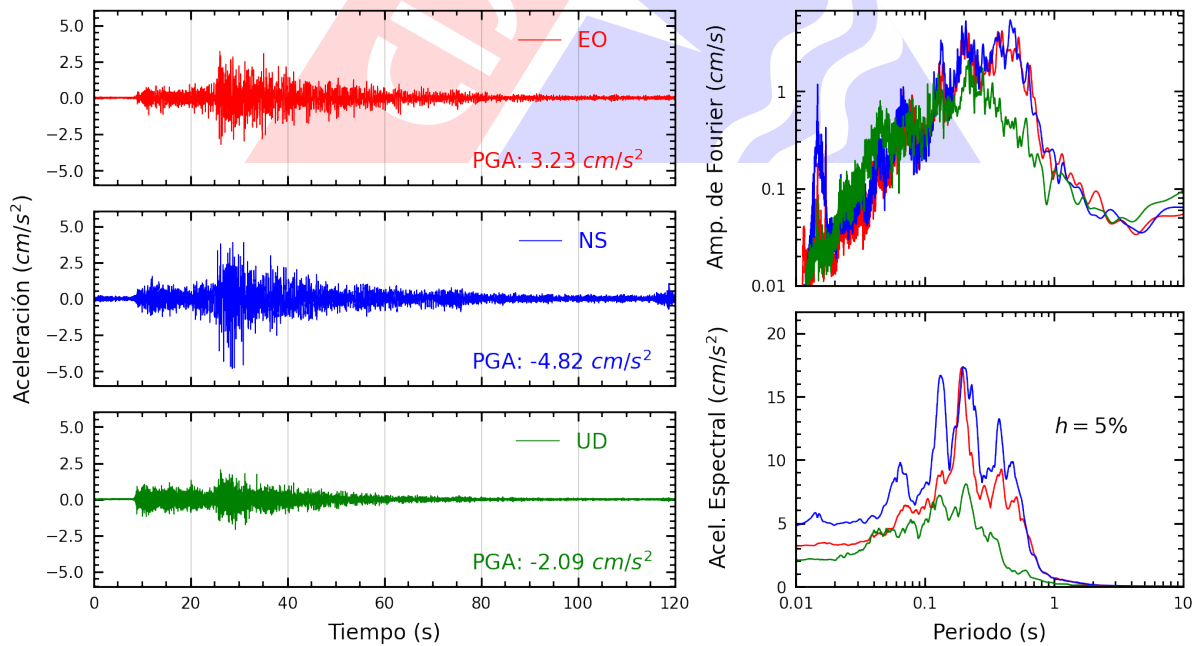 Aceleración (cm/s²)
5.0
2.5
0.0
−2.5
−5.0
EO
PGA: 3.23 cm/s²
5.0
2.5
0.0
−2.5
−5.0
NS
PGA: -4.82 cm/s²
5.0
2.5
0.0
−2.5
−5.0
UD
PGA: -2.09 cm/s²
0 20 40 60 80 100 120
Tiempo (s)
Amp. de Fourier (cm/s)
1
0.1
0.01
Acel. Espectral (cm/s²)
20
15
10
5
0
h = 5%
0.01 0.1 1 10
Periodo (s)